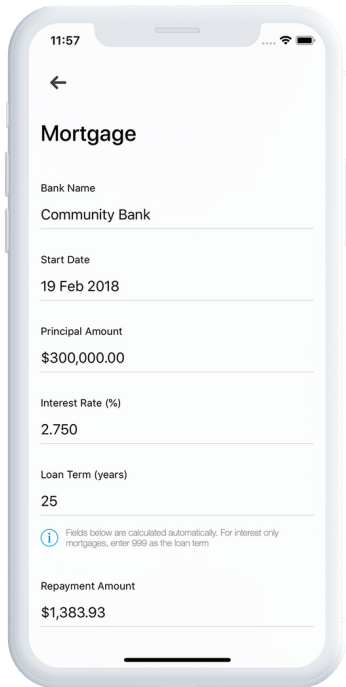 11:57
Mortgage
Bank Name
Community Bank
Start Date
19 Feb 2018
Principal Amount
$300,000.00
Interest Rate (%)
2.750
Loan Term (years)
25
Fields below are calculated automatically. For interest only
mortgages, enter 999 as the loan term
Repayment Amount
$1,383.93